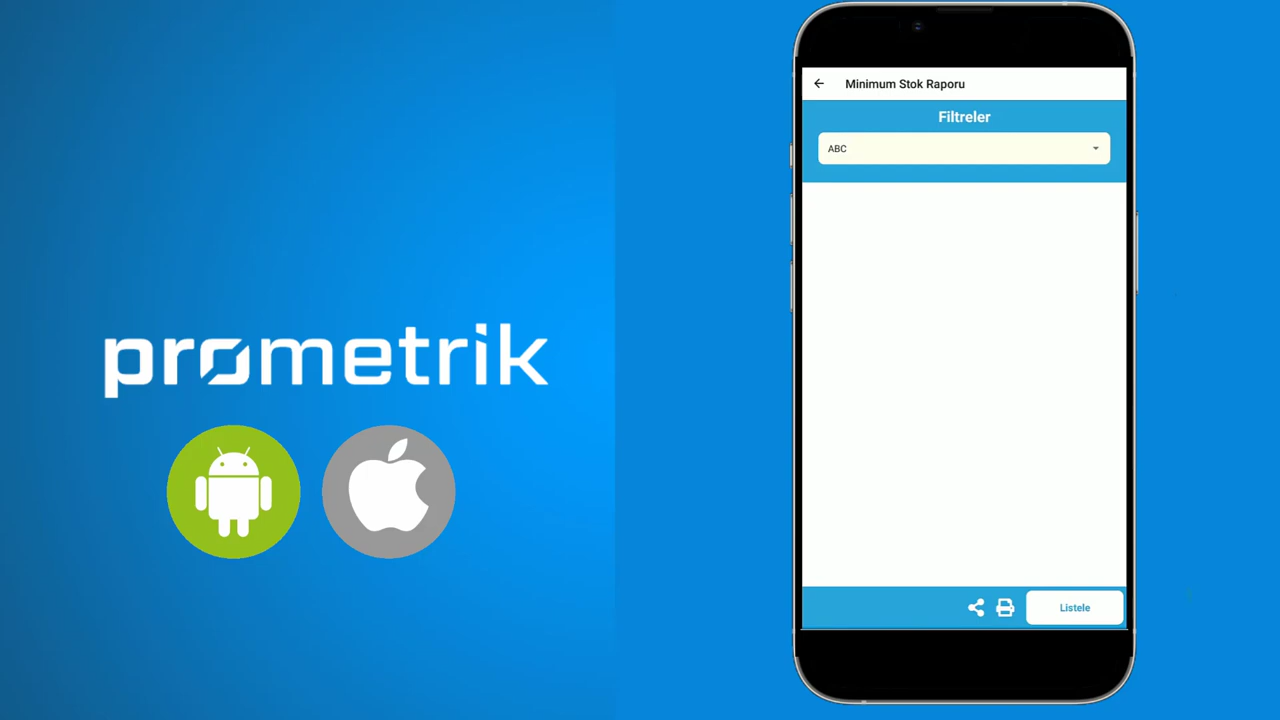 prometrik
Minimum Stok Raporu
Filtreler
ABC
Listele